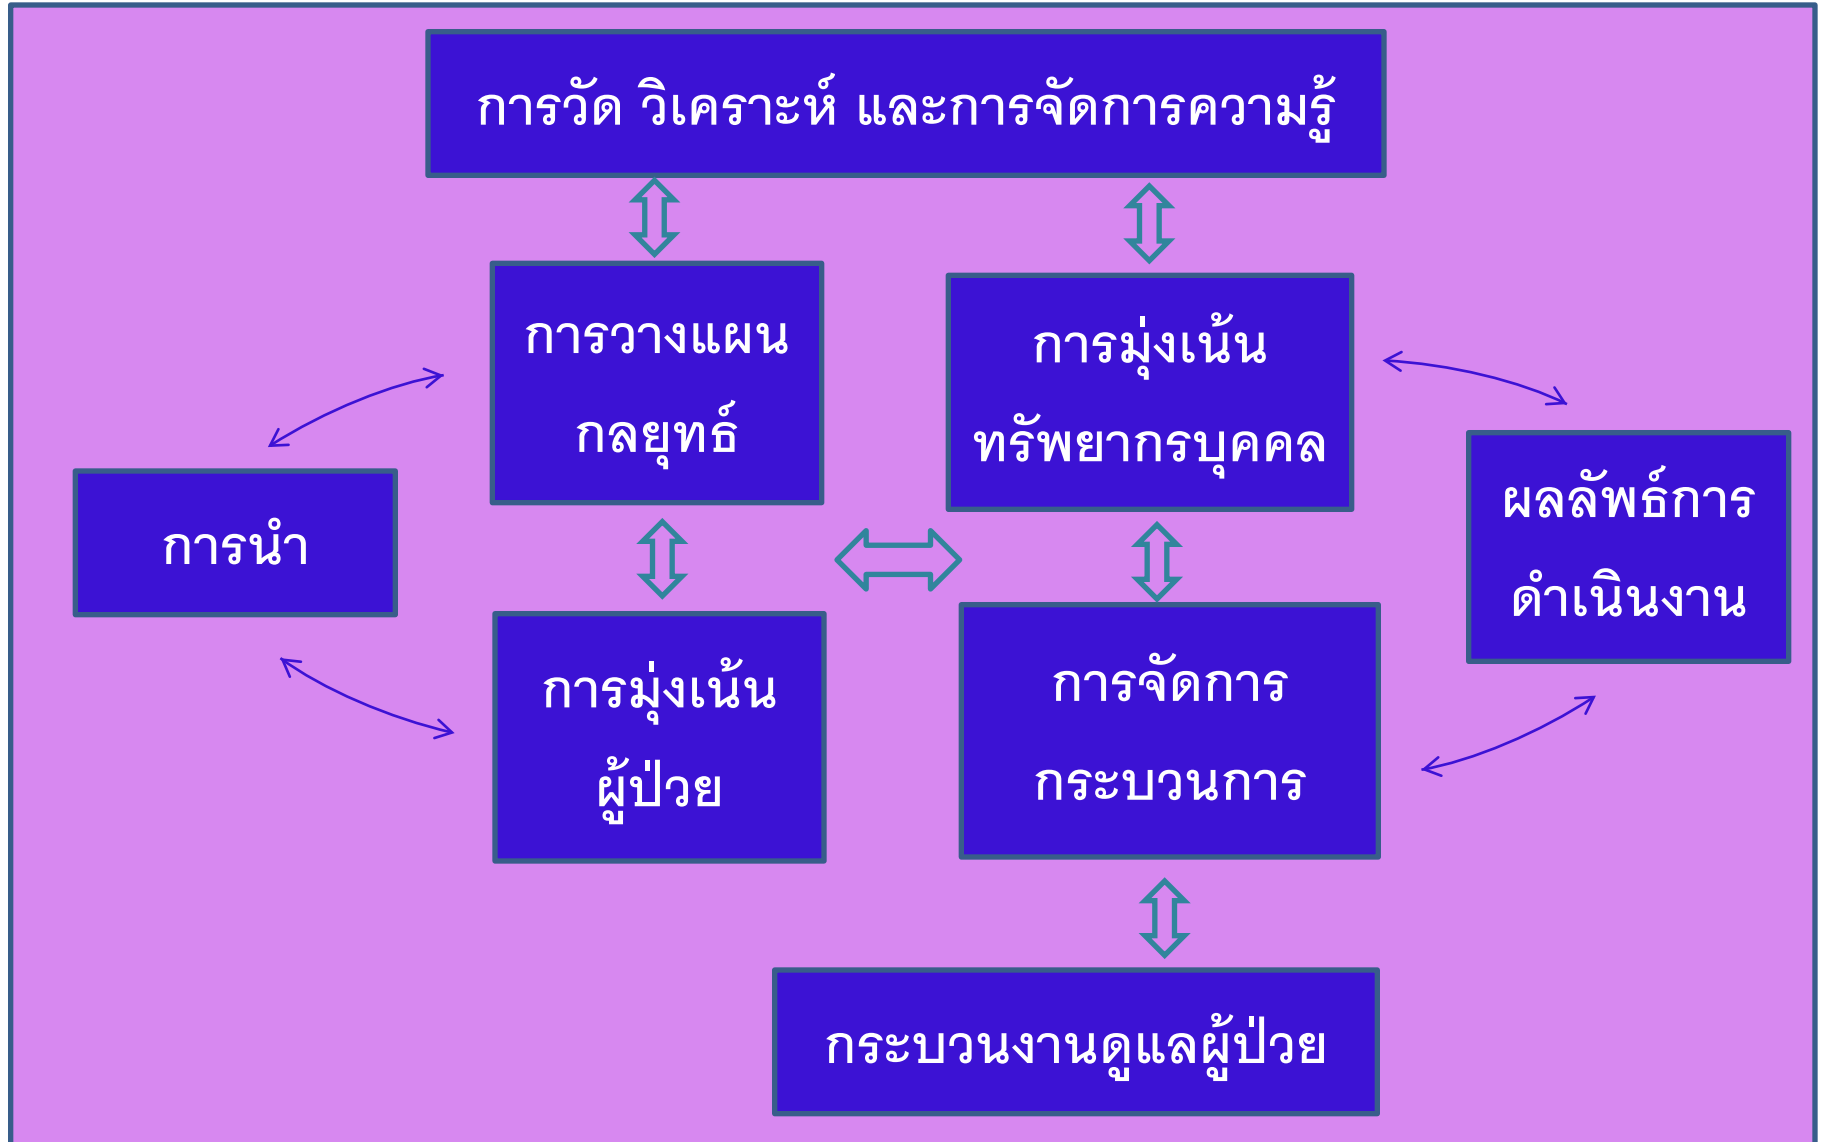 การวัด วิเคราะห์ และการจัดการความรู้
การวางแผน
กลยุทธ์
การมุ่งเน้น
ทรัพยากรบุคคล
การนำ
ผลลัพธ์การ
ดำเนินงาน
การมุ่งเน้น
ผู้ป่วย
การจัดการ
กระบวนการ
กระบวนงานดูแลผู้ป่วย